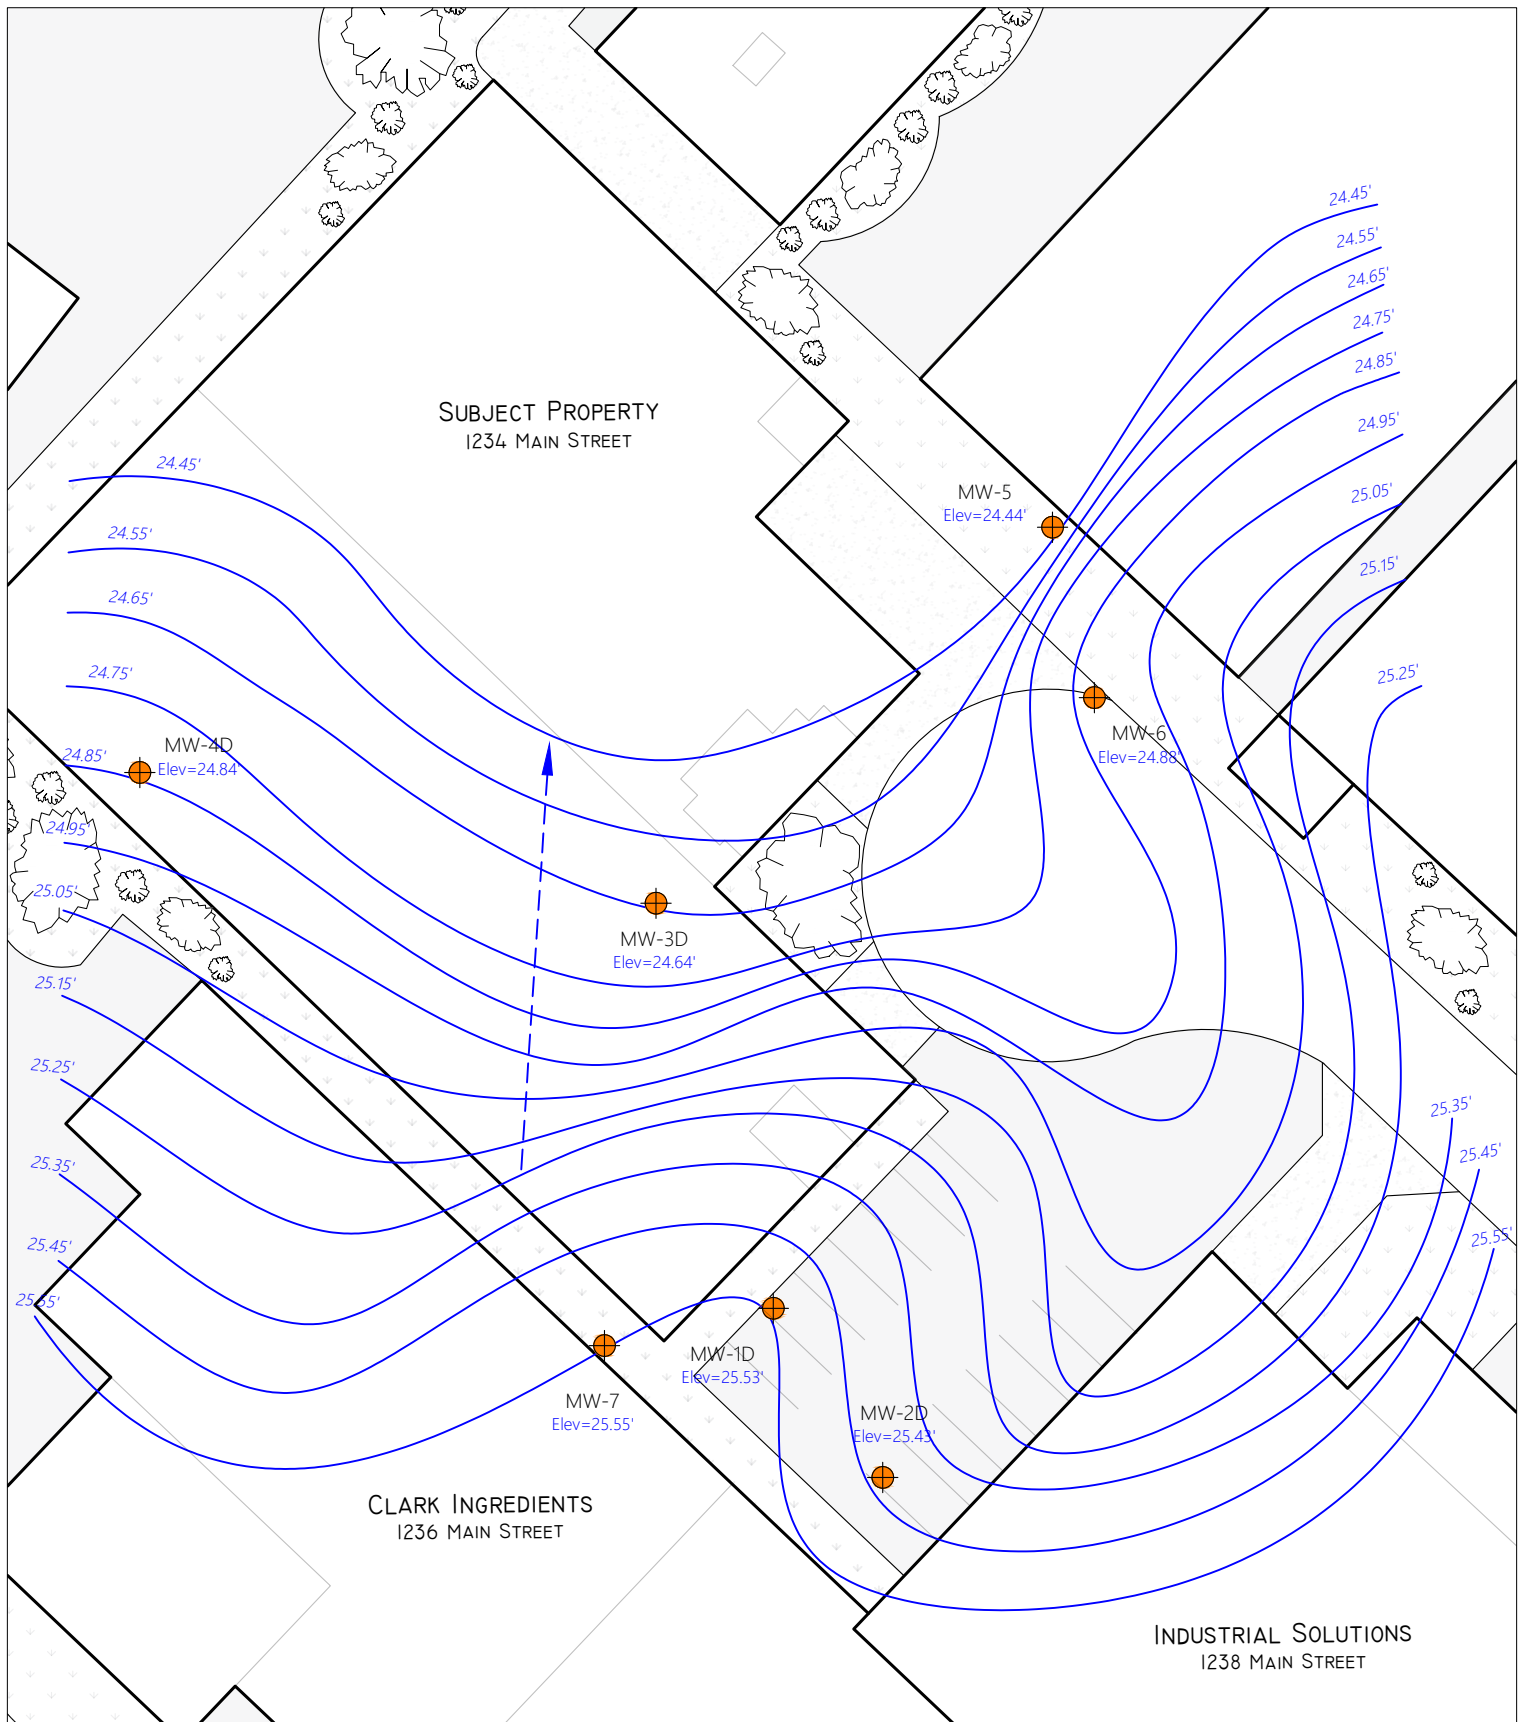 24.45'
24.55'
24.65'
24.75'
24.85'
24.95'
25.05'
25.15'
25.25'
SUBJECT PROPERTY
1234 MAIN STREET
24.45'
24.55'
24.65'
24.75'
24.85'
24.95'
25.05'
25.15'
25.25'
25.35'
25.45'
25.55'
MW-5
Elev=24.44'
MW-6
Elev=24.88'
MW-4D
Elev=24.84'
MW-3D
Elev=24.64'
25.35'
25.45'
25.55'
MW-1D
Elev=25.53'
MW-7
Elev=25.55'
MW-2D
Elev=25.43'
CLARK INGREDIENTS
1236 MAIN STREET
INDUSTRIAL SOLUTIONS
1238 MAIN STREET